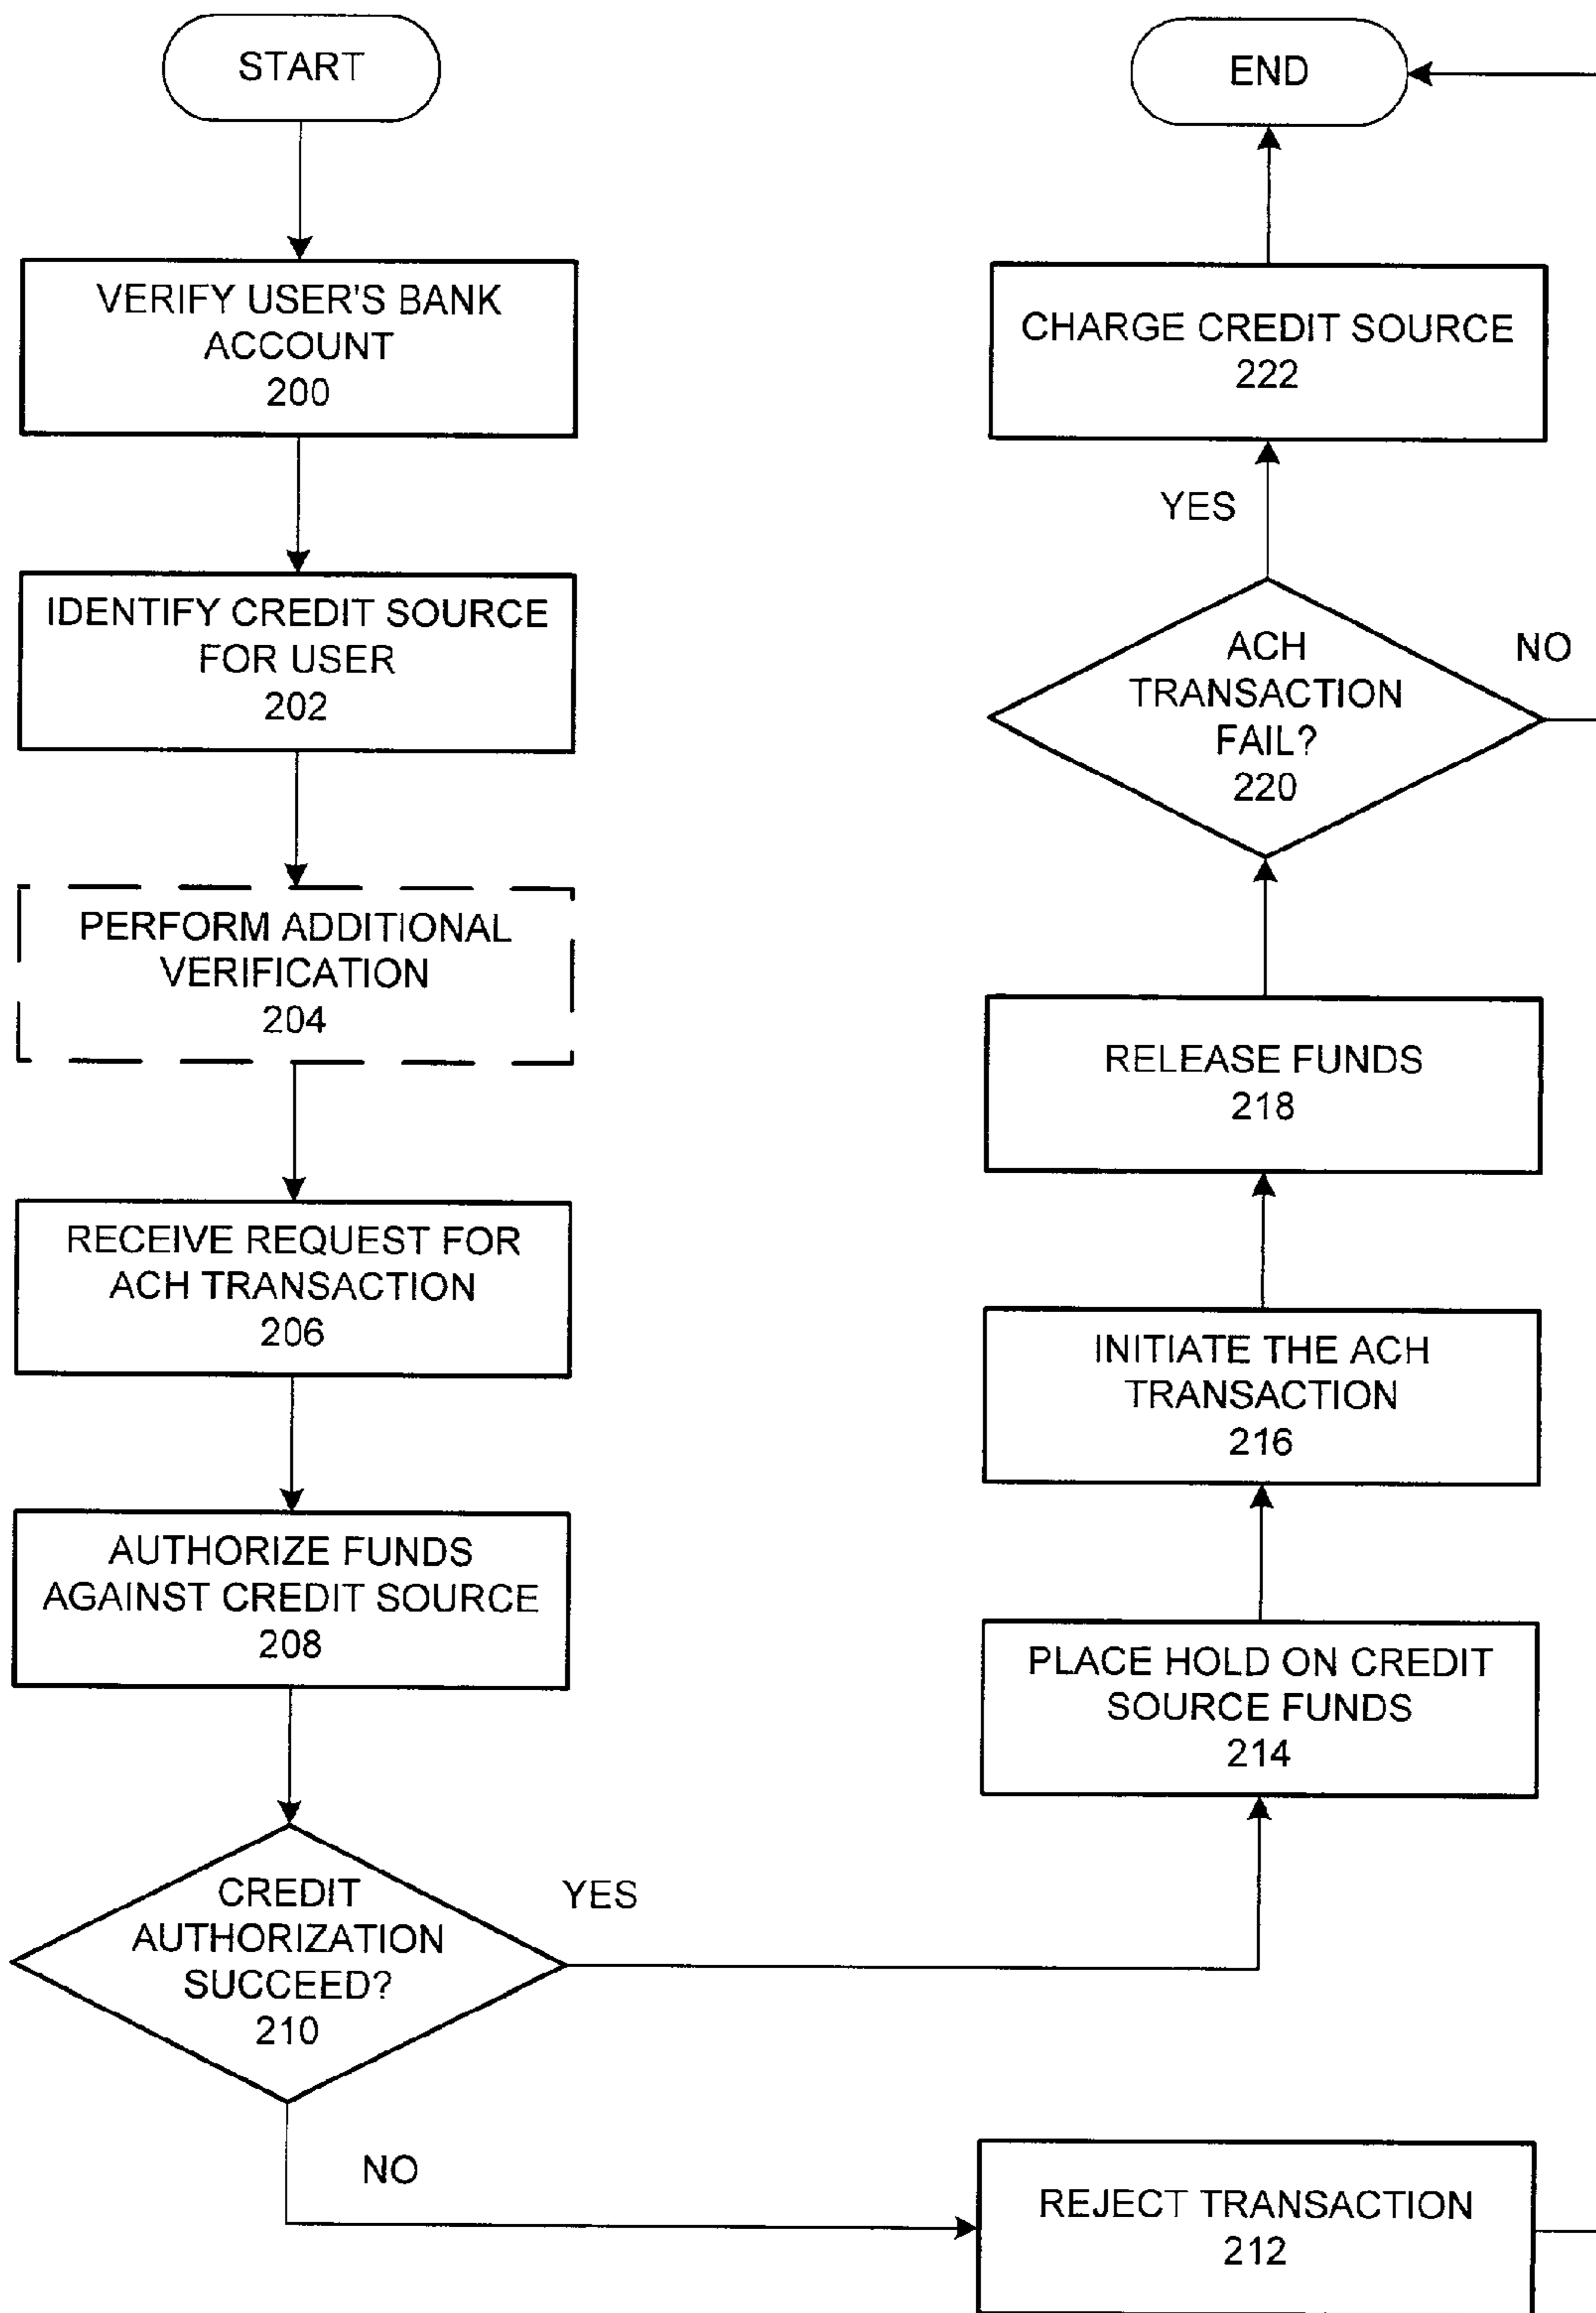 START
VERIFY USER'S BANK
ACCOUNT
200
IDENTIFY CREDIT SOURCE
FOR USER
202
PERFORM ADDITIONAL
VERIFICATION
204
RECEIVE REQUEST FOR
ACH TRANSACTION
206
AUTHORIZE FUNDS
AGAINST CREDIT SOURCE
208
CREDIT
AUTHORIZATION
SUCCEED?
210
YES
NO
REJECT TRANSACTION
212
PLACE HOLD ON CREDIT
SOURCE FUNDS
214
INITIATE THE ACH
TRANSACTION
216
RELEASE FUNDS
218
ACH
TRANSACTION
FAIL?
220
NO
YES
CHARGE CREDIT SOURCE
222
END